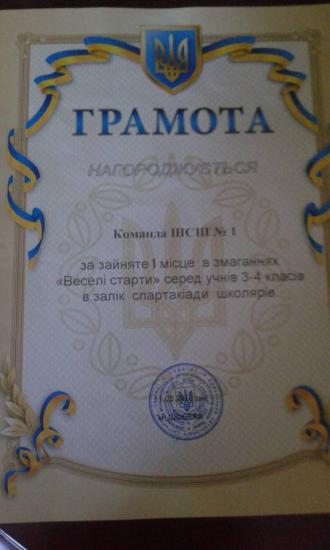 ГРАМОТА
НАГОРОДЖУЄТЬСЯ
Команда ШСШ № 1
за зайняте І місце в змаганнях
«Веселі старти» серед учнів 3-4 класів
в залік спартакіади школярів